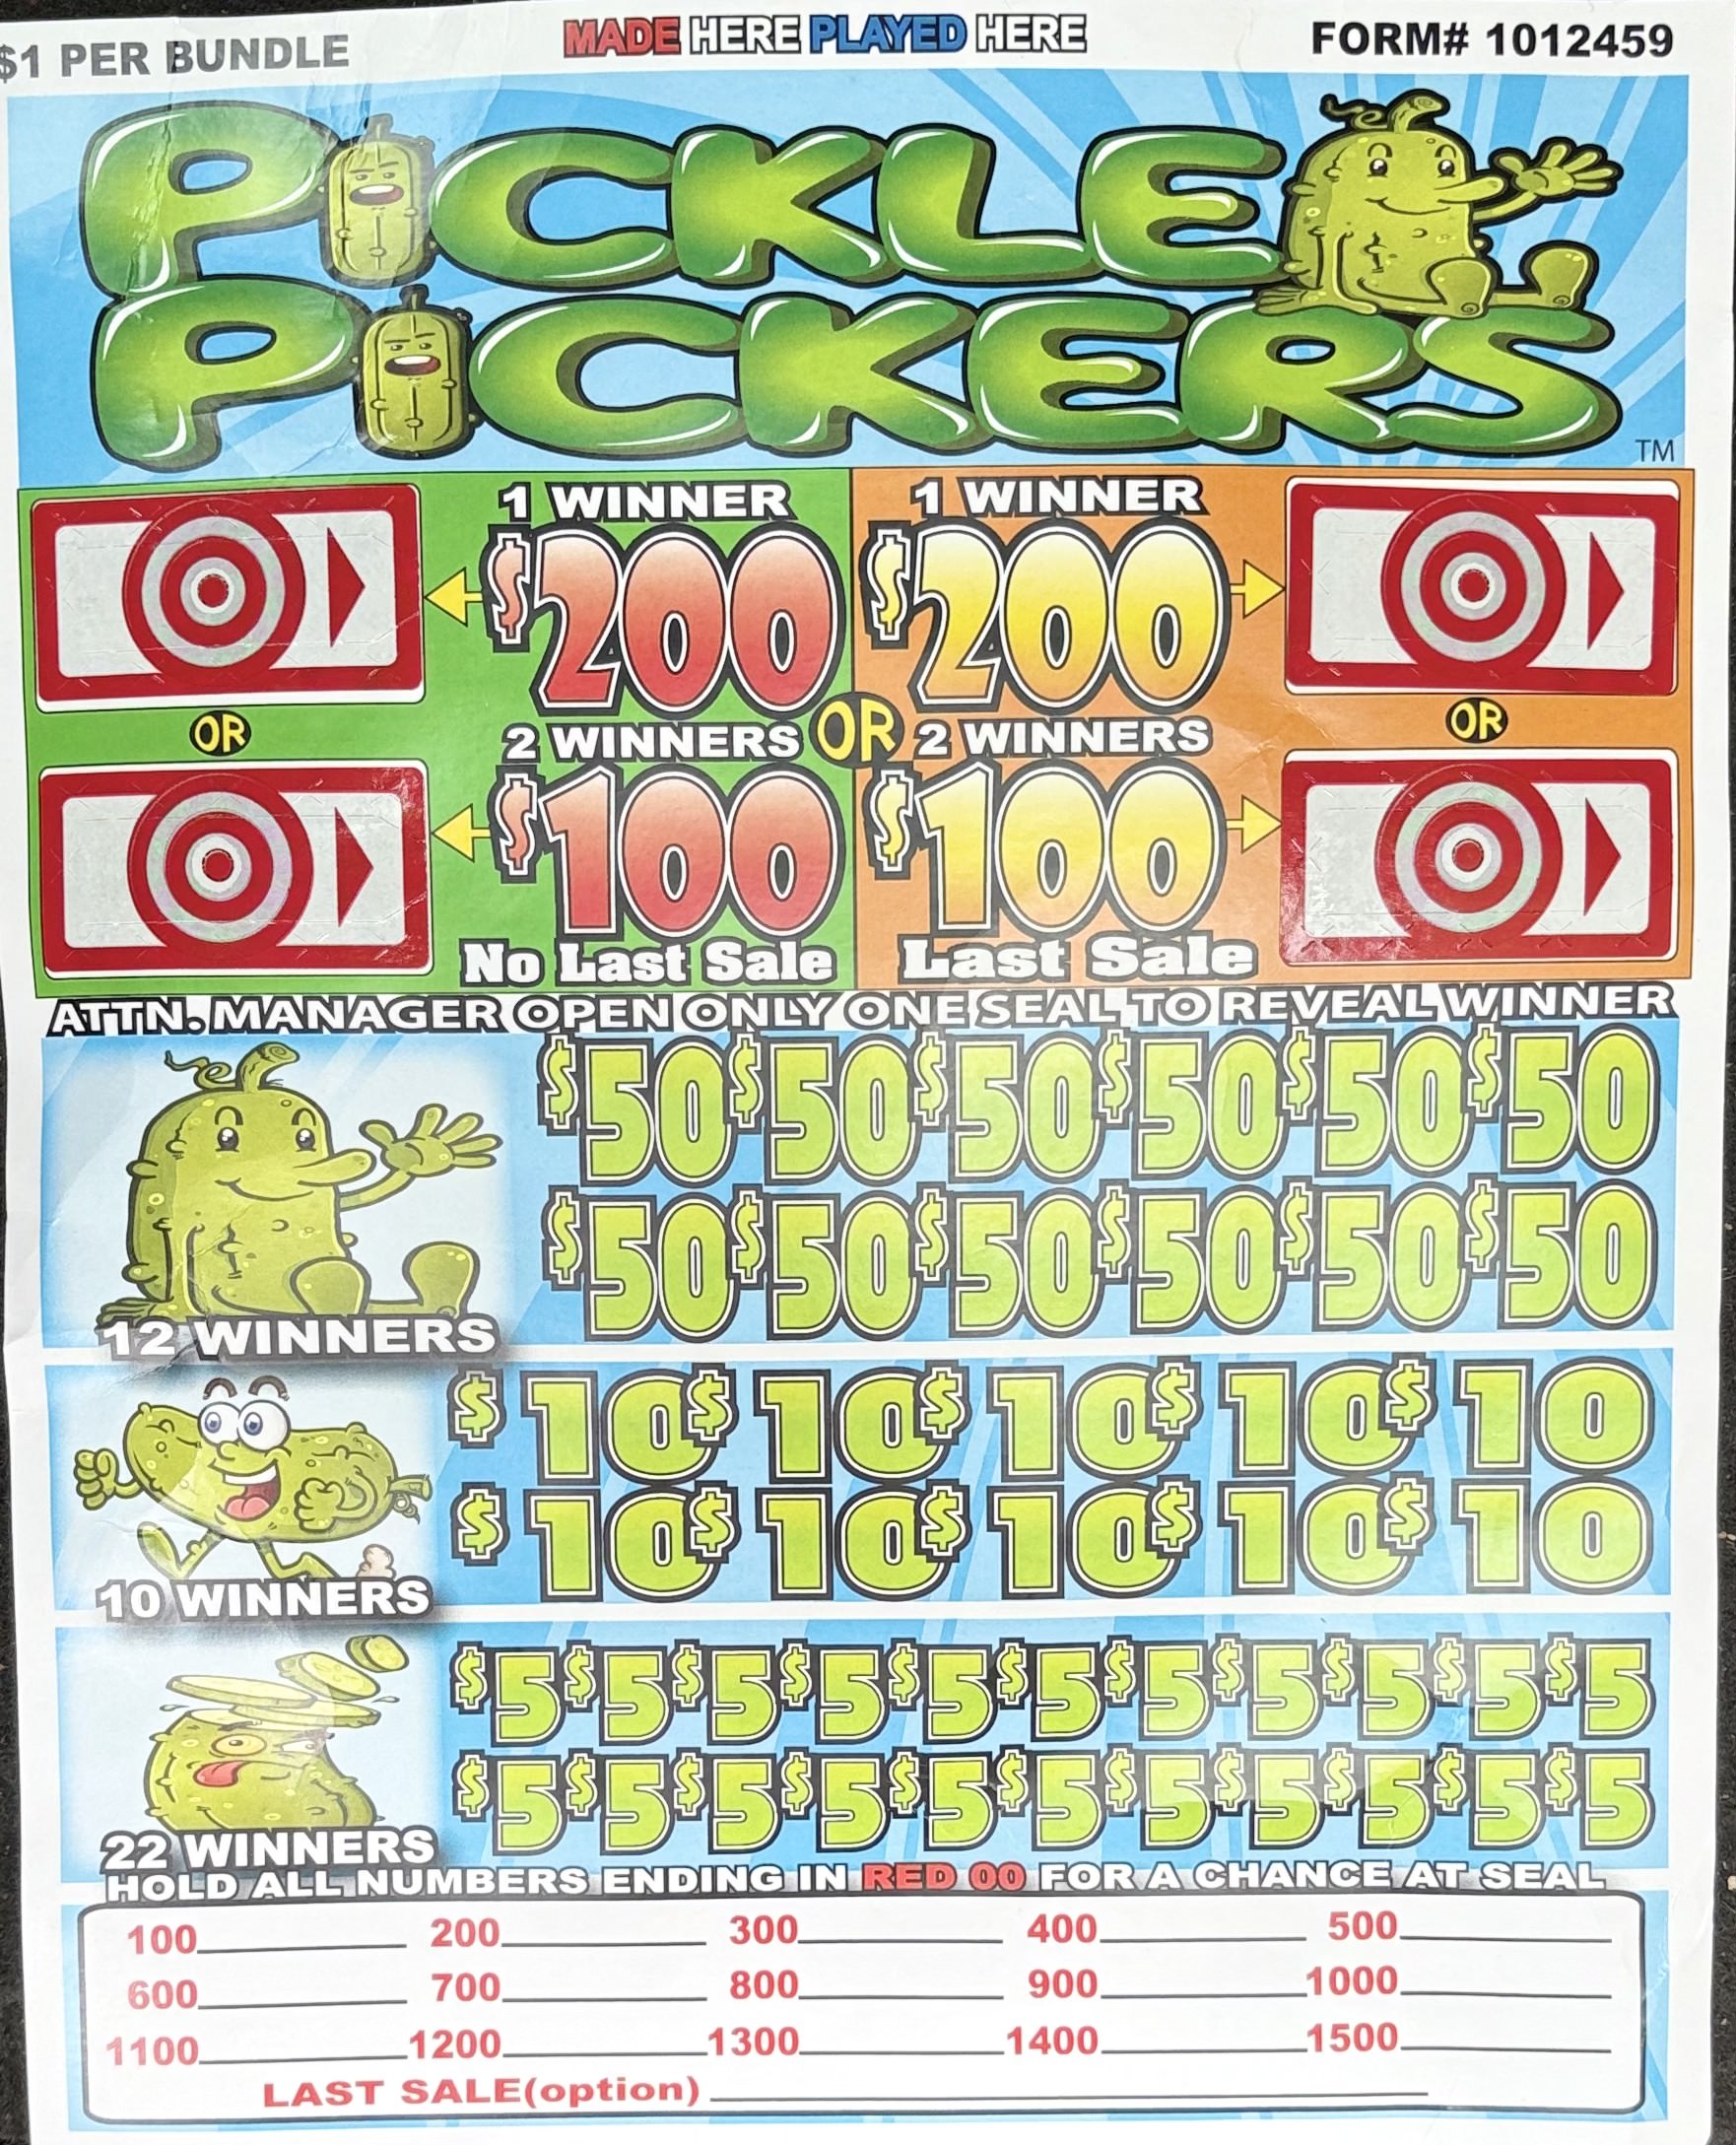 $1 PER BUNDLE
MADE HERE PLAYED HERE
FORM# 1012459
PICKLE
PICKERS
TM
1 WINNER
$200
OR
2 WINNERS
$100
No Last Sale
OR
1 WINNER
$200
2 WINNERS
$100
Last Sale
OR
ATTN. MANAGER OPEN ONLY ONE SEAL TO REVEAL WINNER
$50 $50 $50 $50 $50 $50
$50 $50 $50 $50 $50 $50
12 WINNERS
$10 $10 $10 $10 $10
$10 $10 $10 $10 $10
10 WINNERS
$5 $5 $5 $5 $5 $5 $5 $5 $5 $5 $5
$5 $5 $5 $5 $5 $5 $5 $5 $5 $5 $5
22 WINNERS
HOLD ALL NUMBERS ENDING IN RED 00 FOR A CHANCE AT SEAL
100 200 300 400 500
600 700 800 900 1000
1100 1200 1300 1400 1500
LAST SALE(option)